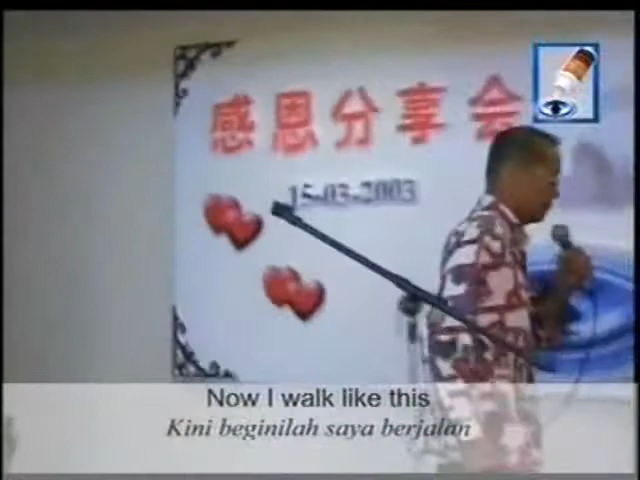 感恩分享会
15-03-2003
Now I walk like this
Kini beginilah saya berjalan